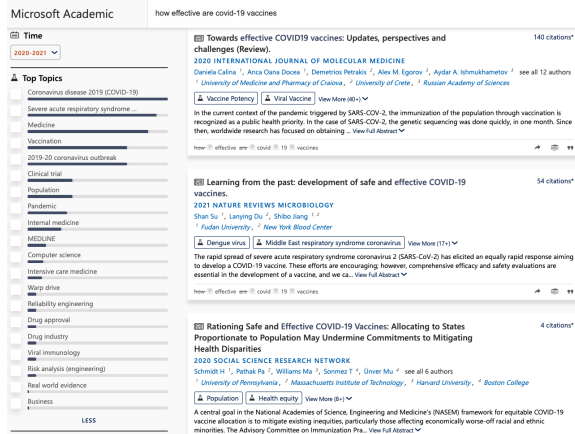 Microsoft Academic
how effective are covid-19 vaccines
Time
2020-2021
Top Topics
Coronavirus disease 2019 (COVID-19)
Severe acute respiratory syndrome ...
Medicine
Vaccination
2019-20 coronavirus outbreak
Clinical trial
Population
Pandemic
Internal medicine
MEDLINE
Computer science
Intensive care medicine
Warp drive
Reliability engineering
Drug approval
Drug industry
Viral immunology
Risk analysis (engineering)
Real world evidence
Business
LESS
Towards effective COVID19 vaccines: Updates, perspectives and
challenges (Review).
140 citations*
2020 INTERNATIONAL JOURNAL OF MOLECULAR MEDICINE
Daniela Calina 1, Anca Oana Docea 1, Demetrios Petrakis 2, Alex M. Egorov 3, Aydar A. Ishmukhametov 3 see all 12 authors
1 University of Medicine and Pharmacy of Craiova, 2 University of Crete, 3 Russian Academy of Sciences
Vaccine Potency Viral Vaccine View More (40+)
In the current context of the pandemic triggered by SARS-COV-2, the immunization of the population through vaccination is
recognized as a public health priority. In the case of SARS-COV-2, the genetic sequencing was done quickly, in one month. Since
then, worldwide research has focused on obtaining ... View Full Abstract
how effective are covid 19 vaccines
Learning from the past: development of safe and effective COVID-19
vaccines.
54 citations*
2021 NATURE REVIEWS MICROBIOLOGY
Shan Su 1, Lanying Du 2, Shibo Jiang 1 2
1 Fudan University, 2 New York Blood Center
Dengue virus Middle East respiratory syndrome coronavirus View More (17+)
The rapid spread of severe acute respiratory syndrome coronavirus 2 (SARS-CoV-2) has elicited an equally rapid response aiming
to develop a COVID-19 vaccine. These efforts are encouraging; however, comprehensive efficacy and safety evaluations are
essential in the development of a vaccine, and we ca... View Full Abstract
how effective are covid 19 vaccines
Rationing Safe and Effective COVID-19 Vaccines: Allocating to States
Proportionate to Population May Undermine Commitments to Mitigating
Health Disparities
4 citations*
2020 SOCIAL SCIENCE RESEARCH NETWORK
Schmidt H 1, Pathak Pa 2, Williams Ma 3, Sonmez T 4, Ünver Mu 4 see all 6 authors
1 University of Pennsylvania, 2 Massachusetts Institute of Technology, 3 Harvard University, 4 Boston College
Population Health equity View More (8+)
A central goal in the National Academies of Science, Engineering and Medicine's (NASEM) framework for equitable COVID-19
vaccine allocation is to mitigate existing inequities, particularly those affecting economically worse-off and racial and ethnic
minorities. The Advisory Committee on Immunization Pra... View Full Abstract